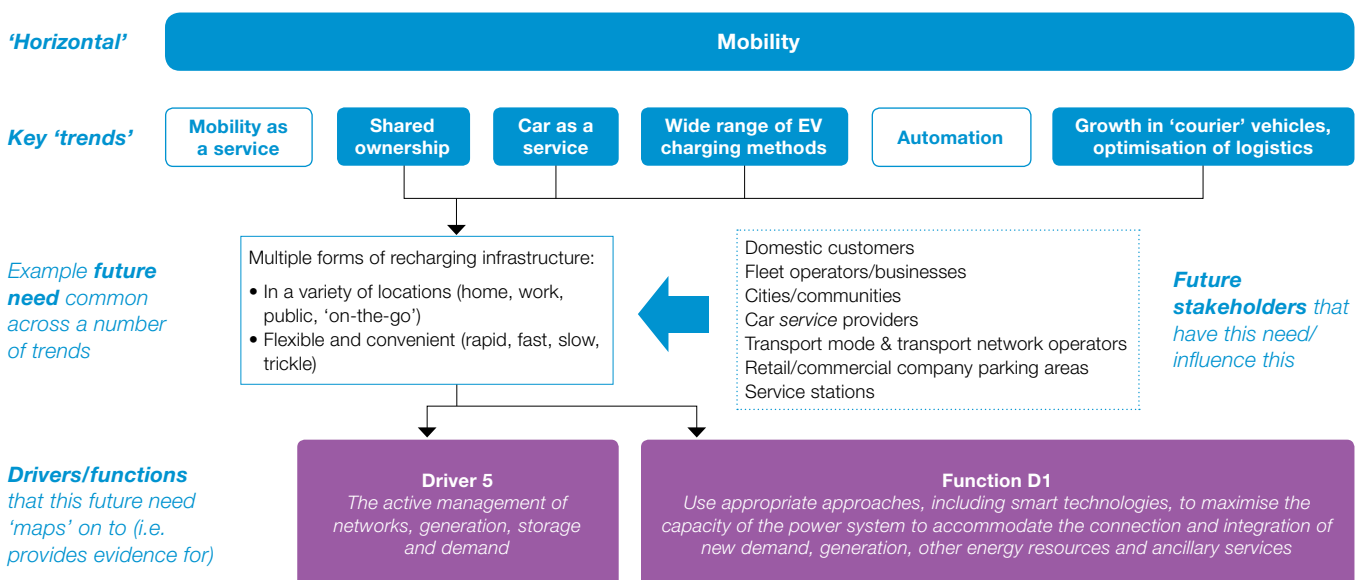 ‘Horizontal’
Mobility
Key ‘trends’
Mobility as
a service
Shared
ownership
Car as a
service
Wide range of EV
charging methods
Automation
Growth in ‘courier’ vehicles,
optimisation of logistics
Example future
need common
across a number
of trends
Multiple forms of recharging infrastructure:
• In a variety of locations (home, work,
public, ‘on-the-go’)
• Flexible and convenient (rapid, fast, slow,
trickle)
Domestic customers
Fleet operators/businesses
Cities/communities
Car service providers
Transport mode & transport network operators
Retail/commercial company parking areas
Service stations
Future
stakeholders that
have this need/
influence this
Drivers/functions
that this future need
‘maps’ on to (i.e.
provides evidence for)
Driver 5
The active management of
networks, generation, storage
and demand
Function D1
Use appropriate approaches, including smart technologies, to maximise the
capacity of the power system to accommodate the connection and integration of
new demand, generation, other energy resources and ancillary services